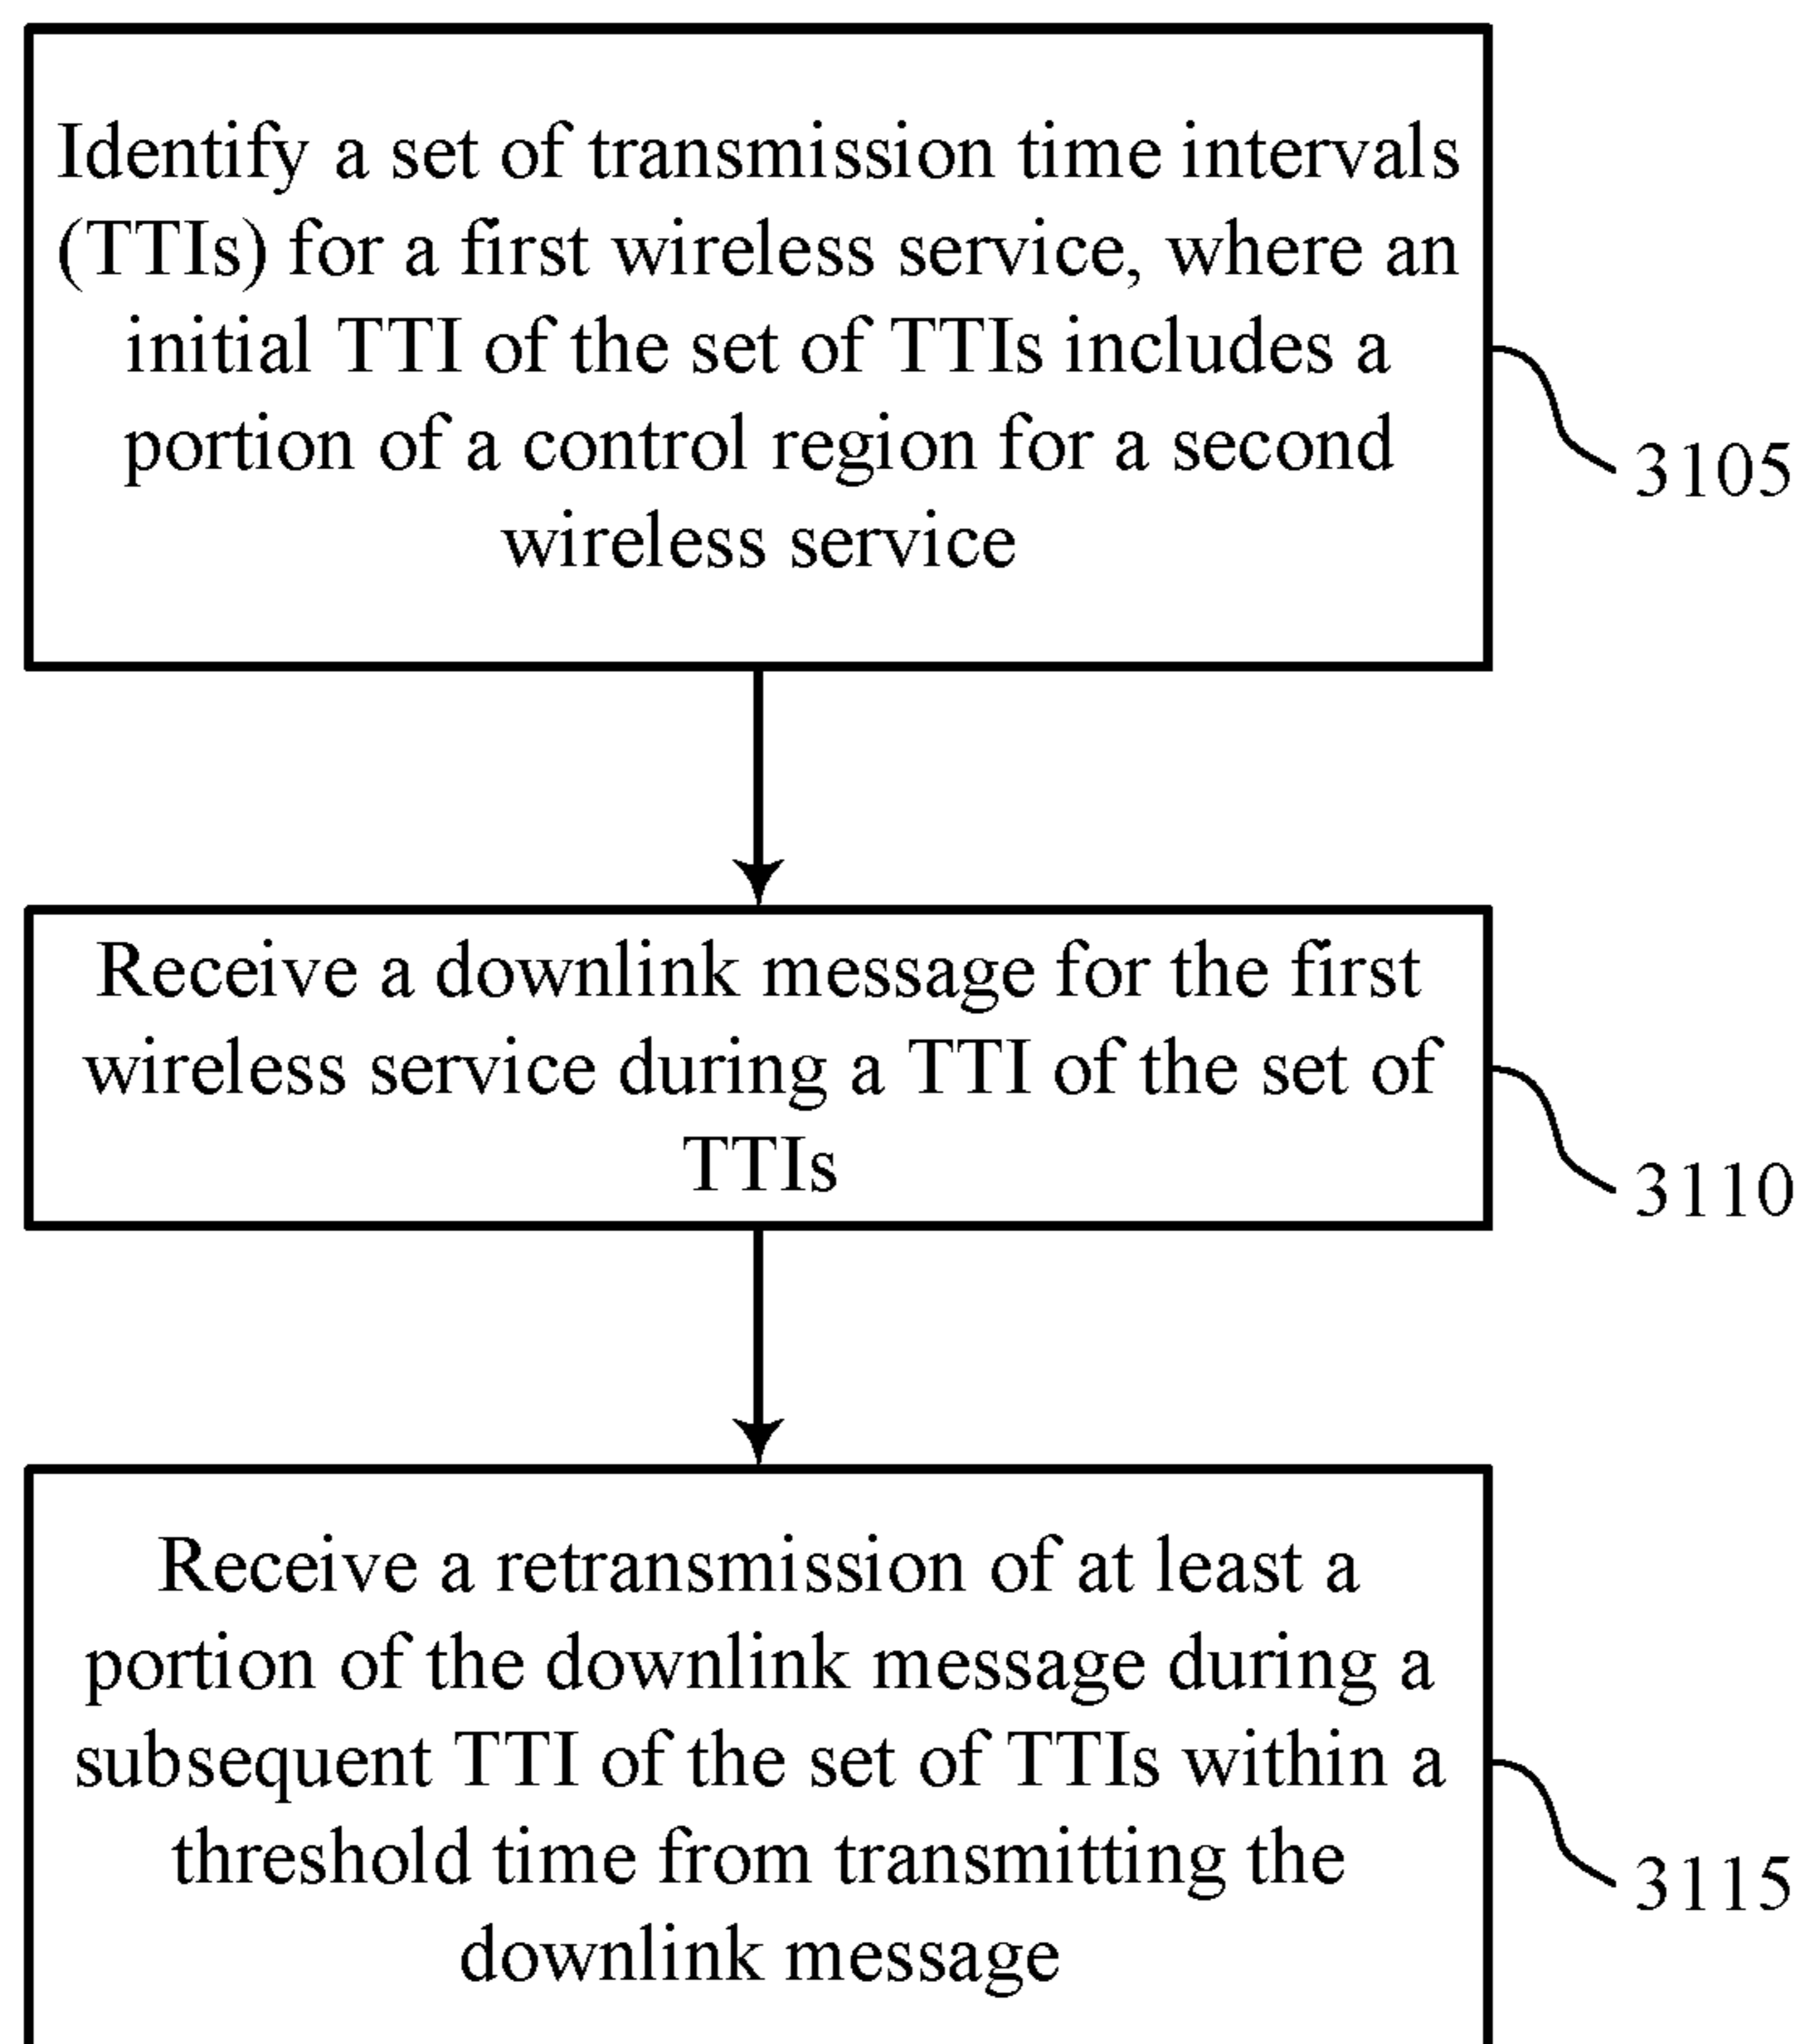 Identify a set of transmission time intervals
(TTIs) for a first wireless service, where an
initial TTI of the set of TTIs includes a
portion of a control region for a second
wireless service
3105
Receive a downlink message for the first
wireless service during a TTI of the set of
TTIs
3110
Receive a retransmission of at least a
portion of the downlink message during a
subsequent TTI of the set of TTIs within a
threshold time from transmitting the
downlink message
3115